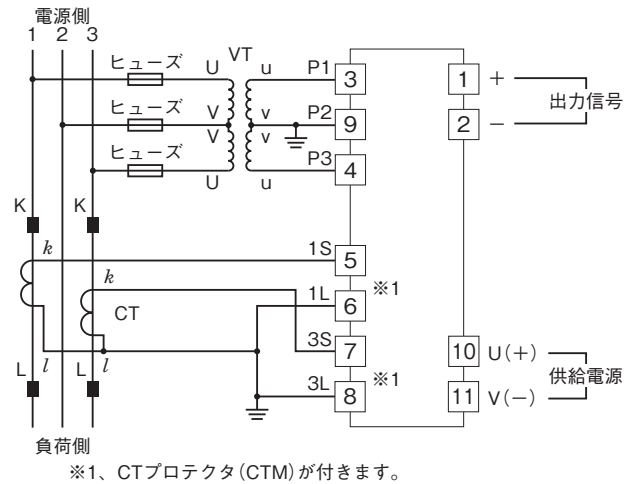 電源側
1 2 3
ヒューズ U VT u P1 3 1 +
出力信号
ヒューズ V v P2 9 2 −
V v
ヒューズ U u P3 4
K K
k 1S 5 ※1
k 1L 6
CT
3S 7 10 U(+)
供給電源
L l L l 3L 8 ※1 11 V(−)
負荷側
※1、CTプロテクタ(CTM)が付きます。